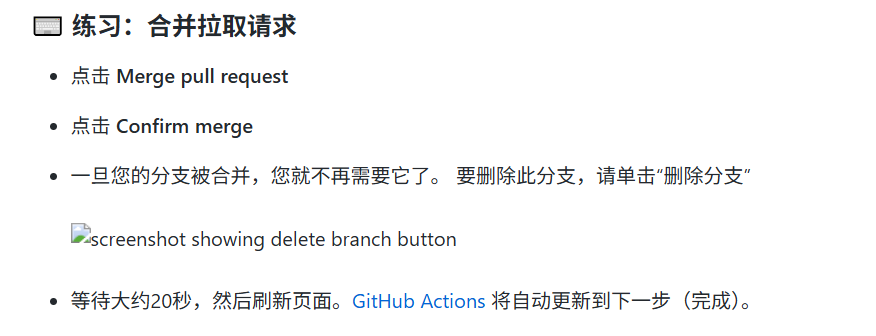 练习：合并拉取请求
点击 Merge pull request
点击 Confirm merge
一旦您的分支被合并，您就不再需要它了。 要删除此分支，请单击“删除分支”
screenshot showing delete branch button
等待大约20秒，然后刷新页面。GitHub Actions 将自动更新到下一步（完成）。